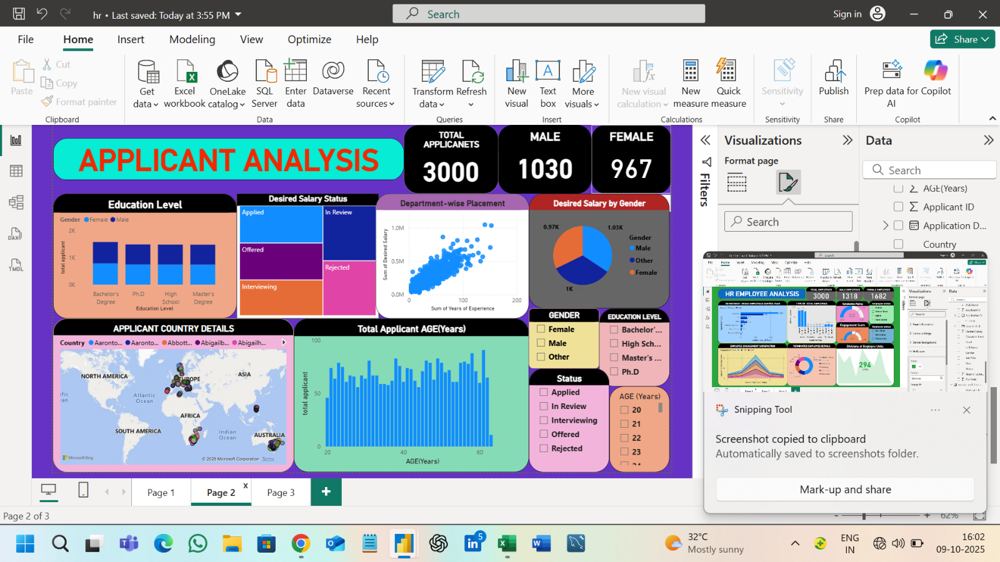 hr • Last saved: Today at 3:55 PM
Search
Sign in
File Home Insert Modeling View Optimize Help
Share
Paste
Cut
Copy
Format painter
Clipboard
Get data
Excel workbook
OneLake catalog
SQL Server
Enter data
Dataverse
Recent sources
Data
Transform data
Refresh
Queries
New visual
Text box
More visuals
Insert
New visual calculation
New measure
Quick measure
Calculations
Sensitivity
Sensitivity
Publish
Share
Prep data for AI
Copilot
Copilot
APPLICANT ANALYSIS
TOTAL
APPLICANETS
3000
MALE
1030
FEMALE
967
Education Level
Gender Female Male
2K
1K
0K
total applicant
Bachelor's Degree
Ph.D
High School
Master's Degree
Education Level
Desired Salary Status
Applied
In Review
Offered
Rejected
Interviewing
Department-wise Placement
Sum of Desired Salary
1.0M
0.5M
0.0M
0 100 200
Sum of Years of Experience
Desired Salary by Gender
0.97K
1.03K
1K
Gender
Male
Other
Female
APPLICANT COUNTRY DETAILS
Country Aaronto... Aaronto... Abbott... Abigailb... Abigailh...
NORTH AMERICA
EUROPE
ASIA
Atlantic
Ocean
AFRICA
SOUTH AMERICA
Indian
Ocean
AUSTRALIA
Microsoft Bing
© 2025 Microsoft Corporation Terms
Total Applicant AGE(Years)
100
50
0
total applicant
20 40 60
AGE(Years)
GENDER
Female
Male
Other
EDUCATION LEVEL
Bachelor'...
High Sch...
Master's ...
Ph.D
Status
Applied
In Review
Interviewing
Offered
Rejected
AGE (Years)
20
21
22
23
Filters
Visualizations
Format page
Search
Data
Search
AGE(Years)
Applicant ID
Application D...
Country
HR EMPLOYEE ANALYSIS
3000
1318
1682
294
Snipping Tool
Screenshot copied to clipboard
Automatically saved to screenshots folder.
Mark-up and share
Page 1
Page 2
x
Page 3
+
Page 2 of 3
- + 62%
5
32°C
Mostly sunny
ENG
IN
16:02
09-10-2025